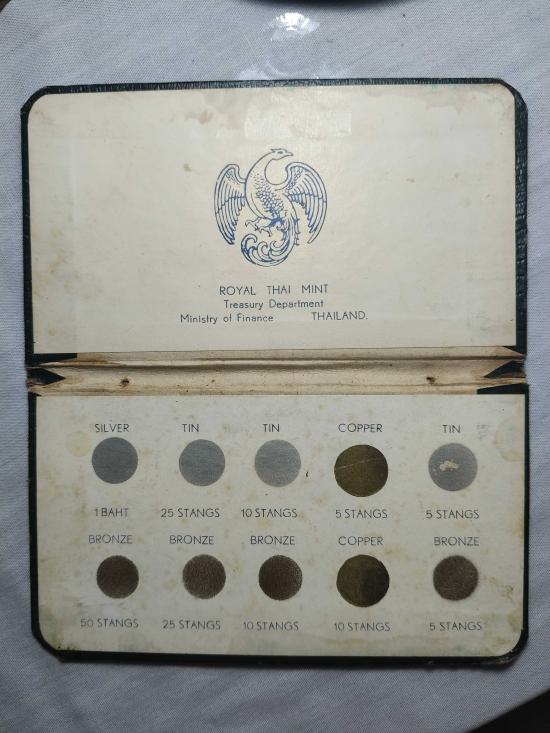 ROYAL THAI MINT
Treasury Department
Ministry of Finance THAILAND.
SILVER TIN TIN COPPER TIN
1 BAHT 25 STANGS 10 STANGS 5 STANGS 5 STANGS
BRONZE BRONZE BRONZE COPPER BRONZE
50 STANGS 25 STANGS 10 STANGS 10 STANGS 5 STANGS